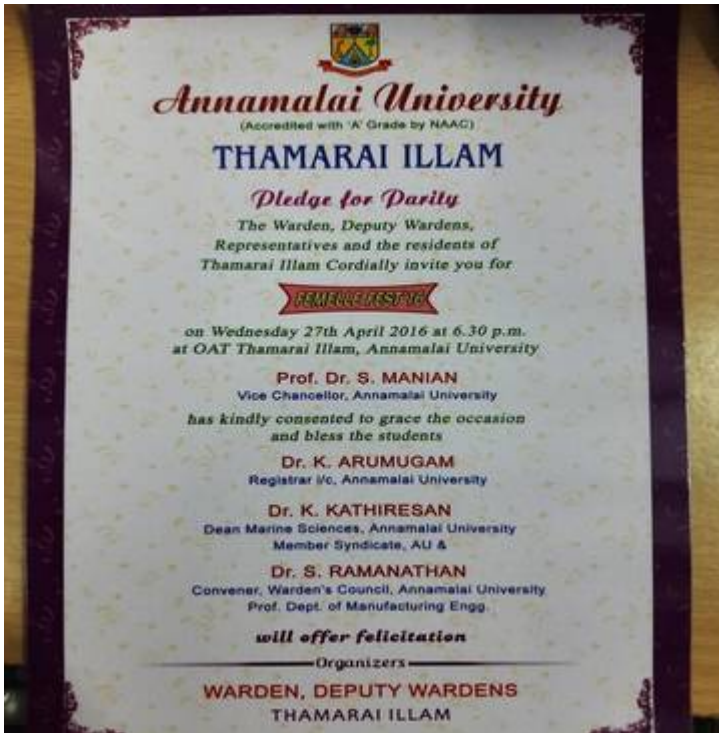 Annamalai University
(Accredited with 'A' Grade by NAAC)
THAMARAI ILLAM
Pledge for Parity
The Warden, Deputy Wardens,
Representatives and the residents of
Thamarai Illam Cordially invite you for
FEMELLE FEST-16
on Wednesday 27th April 2016 at 6.30 p.m.
at OAT Thamarai Illam, Annamalai University
Prof. Dr. S. MANIAN
Vice Chancellor, Annamalai University
has kindly consented to grace the occasion
and bless the students
Dr. K. ARUMUGAM
Registrar i/c, Annamalai University
Dr. K. KATHIRESAN
Dean Marine Sciences, Annamalai University
Member Syndicate, AU &
Dr. S. RAMANATHAN
Convener, Warden's Council, Annamalai University
Prof. Dept. of Manufacturing Engg.
will offer felicitation
Organizers
WARDEN, DEPUTY WARDENS
THAMARAI ILLAM